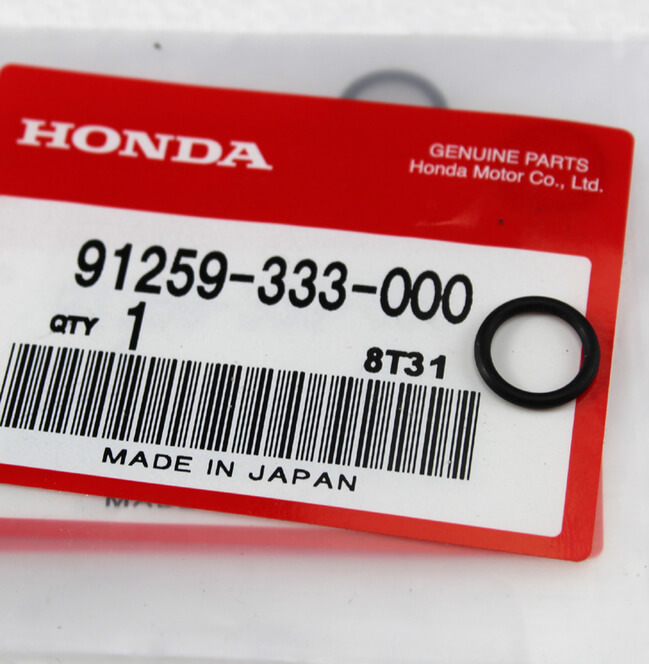 HONDA
GENUINE PARTS
Honda Motor Co., Ltd.
91259-333-000
QTY 1
8T31
MADE IN JAPAN